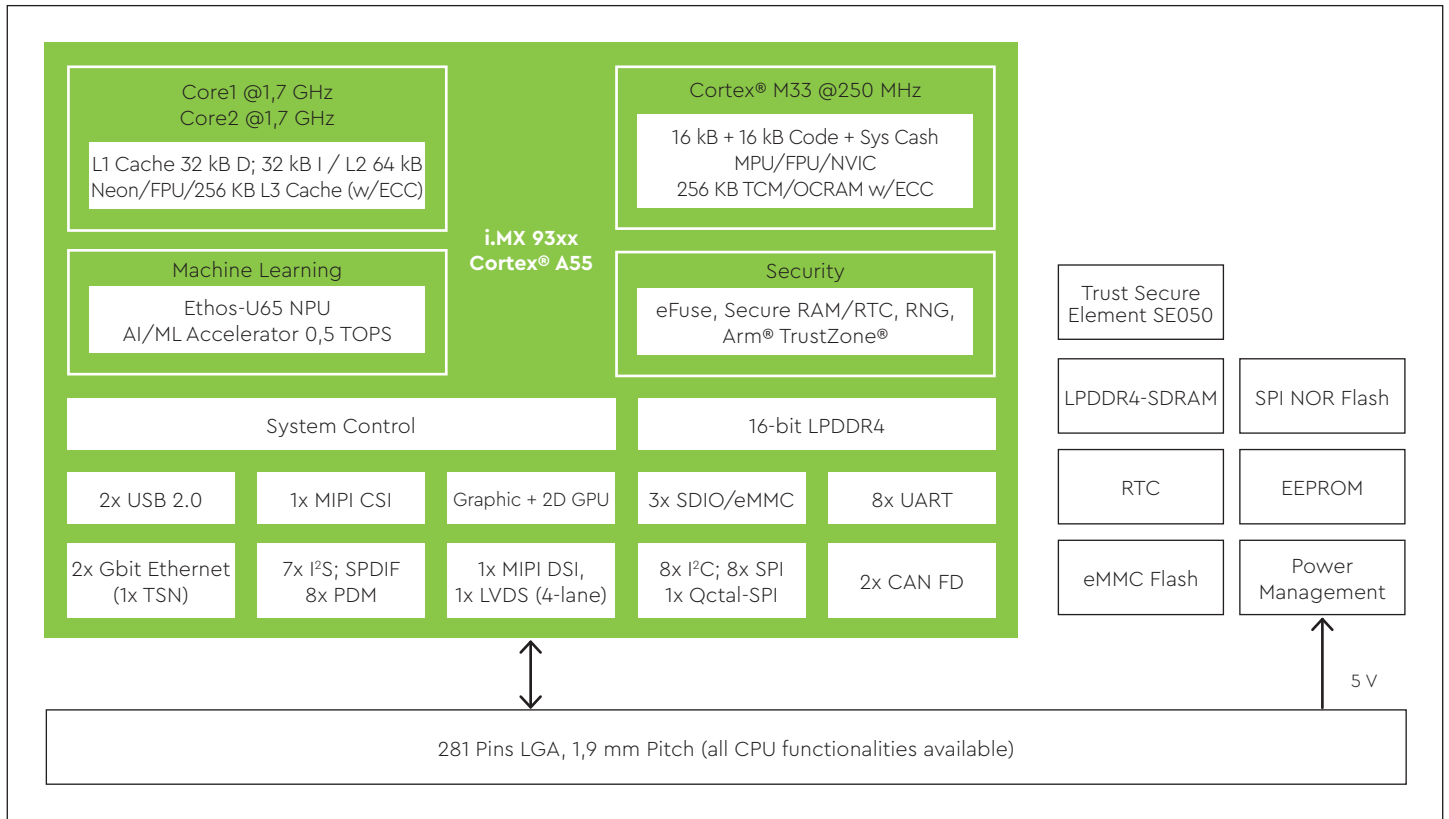 Core1 @1,7 GHz
Core2 @1,7 GHz
L1 Cache 32 kB D; 32 kB I / L2 64 kB
Neon/FPU/256 KB L3 Cache (w/ECC)
Cortex® M33 @250 MHz
16 kB + 16 kB Code + Sys Cash
MPU/FPU/NVIC
256 KB TCM/OCRAM w/ECC
i.MX 93xx
Cortex® A55
Machine Learning
Ethos-U65 NPU
AI/ML Accelerator 0,5 TOPS
Security
eFuse, Secure RAM/RTC, RNG,
Arm® TrustZone®
System Control
16-bit LPDDR4
2x USB 2.0
1x MIPI CSI
Graphic + 2D GPU
3x SDIO/eMMC
8x UART
2x Gbit Ethernet
(1x TSN)
7x I²S; SPDIF
8x PDM
1x MIPI DSI,
1x LVDS (4-lane)
8x I²C; 8x SPI
1x Qctal-SPI
2x CAN FD
Trust Secure
Element SE050
LPDDR4-SDRAM
SPI NOR Flash
RTC
EEPROM
eMMC Flash
Power
Management
5 V
281 Pins LGA, 1,9 mm Pitch (all CPU functionalities available)